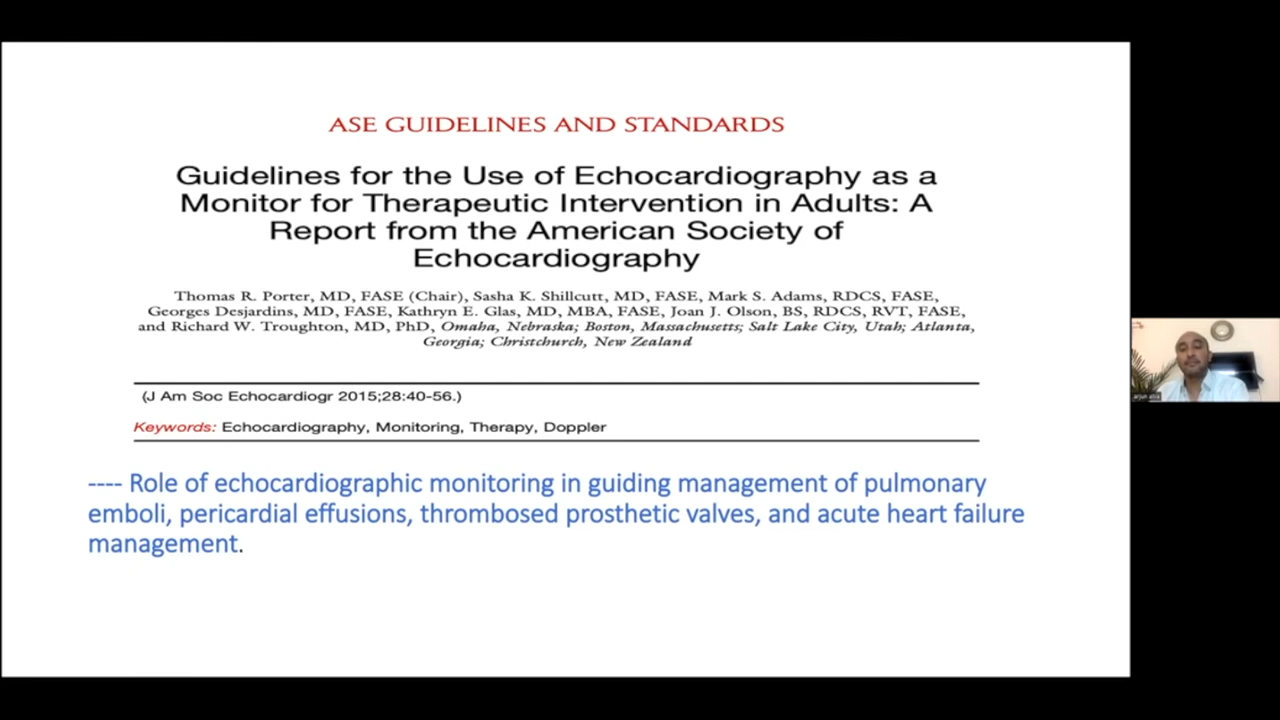 ASE GUIDELINES AND STANDARDS
Guidelines for the Use of Echocardiography as a
Monitor for Therapeutic Intervention in Adults: A
Report from the American Society of
Echocardiography
Thomas R. Porter, MD, FASE (Chair), Sasha K. Shillcutt, MD, FASE, Mark S. Adams, RDCS, FASE,
Georges Desjardins, MD, FASE, Kathryn E. Glas, MD, MBA, FASE, Joan J. Olson, BS, RDCS, RVT, FASE,
and Richard W. Troughton, MD, PhD, Omaha, Nebraska; Boston, Massachusetts; Salt Lake City, Utah; Atlanta,
Georgia; Christchurch, New Zealand
(J Am Soc Echocardiogr 2015;28:40-56.)
Keywords: Echocardiography, Monitoring, Therapy, Doppler
---- Role of echocardiographic monitoring in guiding management of pulmonary
emboli, pericardial effusions, thrombosed prosthetic valves, and acute heart failure
management.